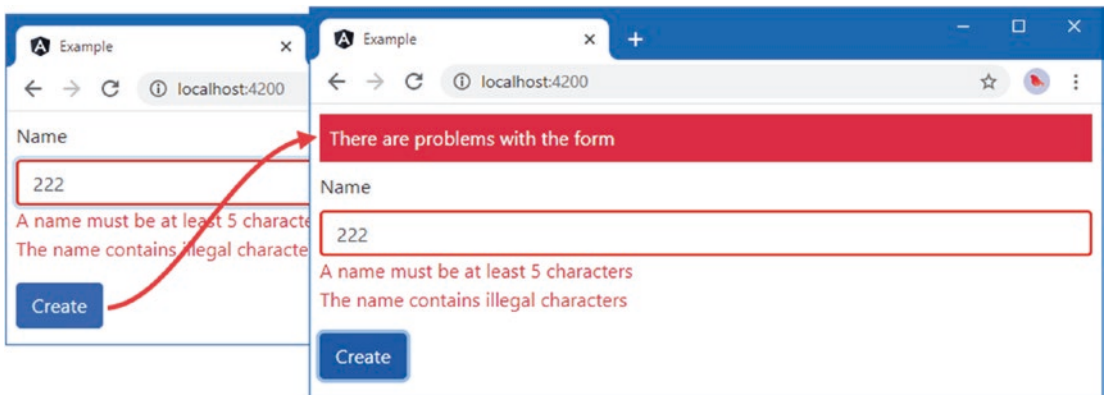 Example
localhost:4200
Name
222
A name must be at least 5 characte
The name contains illegal characte
Create
Example
localhost:4200
There are problems with the form
Name
222
A name must be at least 5 characters
The name contains illegal characters
Create